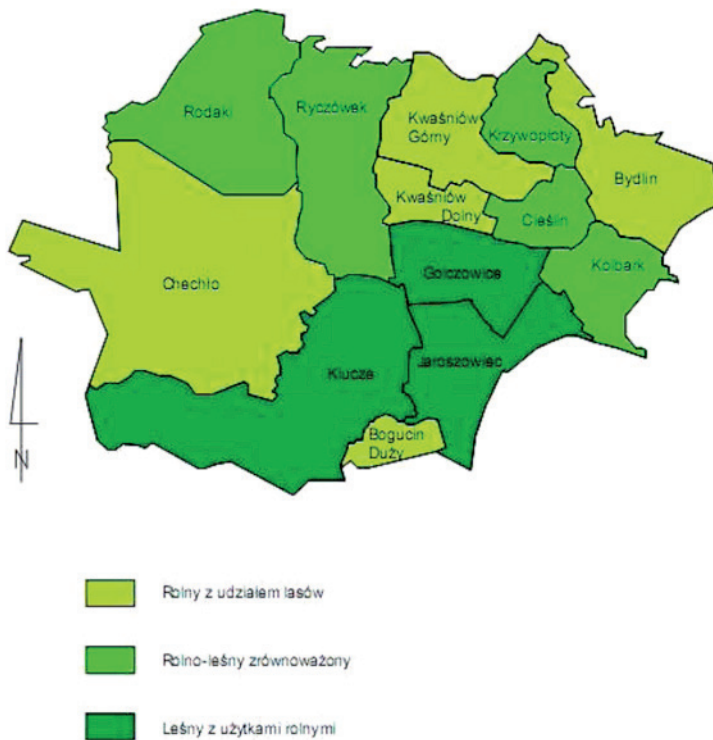 Rodaki
Ryczówek
Kwaśniów
Górny
Krzywopłoty
Bydlin
Kwaśniów
Dolny
Cieślin
Kolbark
Golczowice
Chechło
Klucze
Jaroszowiec
Bogucin
Duży
N
Rolny z udziałem lasów
Rolno-leśny zrównoważony
Leśny z użytkami rolnymi